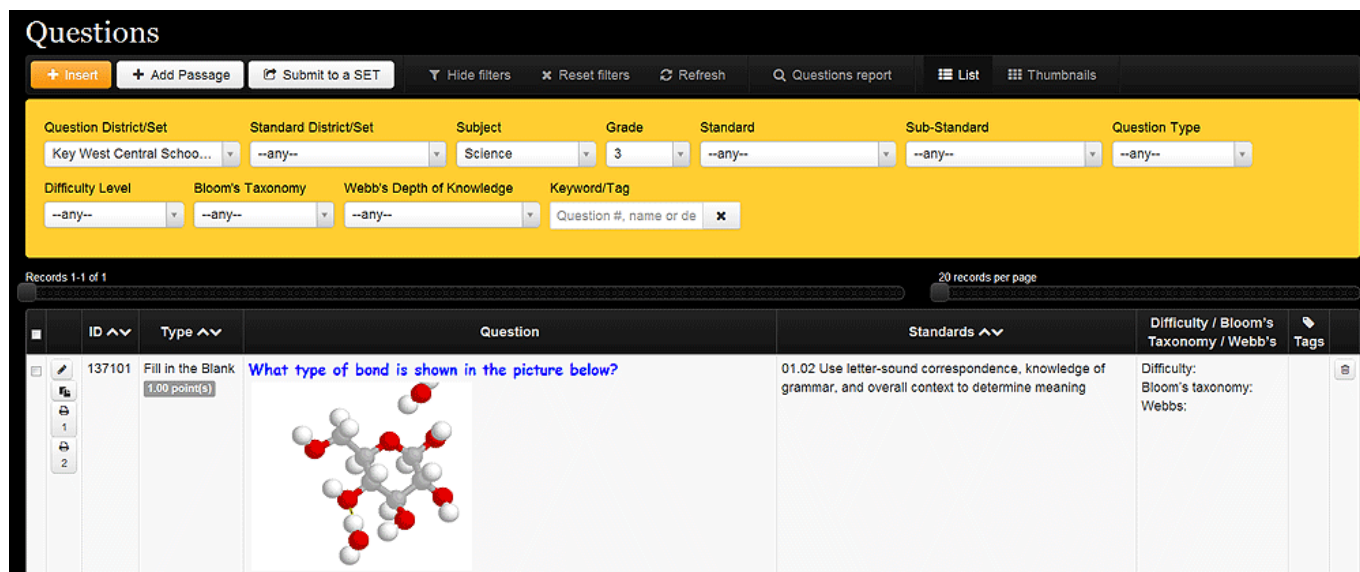 Questions
Insert Add Passage Submit to a SET Hide filters Reset filters Refresh Questions report List Thumbnails
Question District/Set Standard District/Set Subject Grade Standard Sub-Standard Question Type
Key West Central Schoo... --any-- Science 3 --any-- --any-- --any--
Difficulty Level Bloom's Taxonomy Webb's Depth of Knowledge Keyword/Tag
--any-- --any-- --any-- Question #, name or de
Records 1-1 of 1 20 records per page
ID Type Question Standards Difficulty / Bloom's Taxonomy / Webb's Tags
137101 Fill in the Blank What type of bond is shown in the picture below? 01.02 Use letter-sound correspondence, knowledge of Difficulty:
1.00 point(s) grammar, and overall context to determine meaning Bloom's taxonomy:
Webbs:
1
2